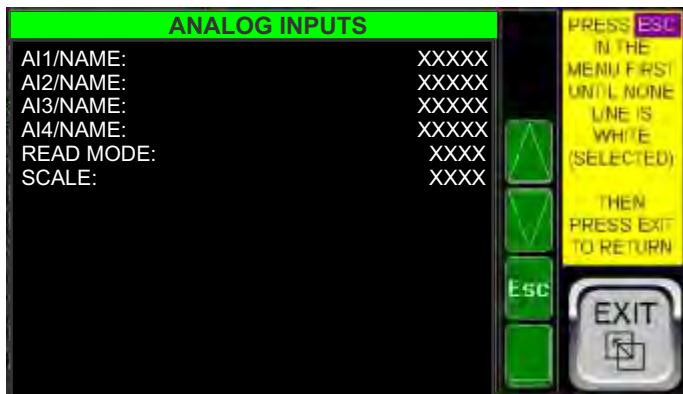 ANALOG INPUTS
AI1/NAME: XXXXX
AI2/NAME: XXXXX
AI3/NAME: XXXXX
AI4/NAME: XXXXX
READ MODE: XXXX
SCALE: XXXX
Esc
PRESS ESC
IN THE
MENU FIRST
UNTIL NONE
LINE IS
WHITE
(SELECTED)
THEN
PRESS EXIT
TO RETURN
EXIT